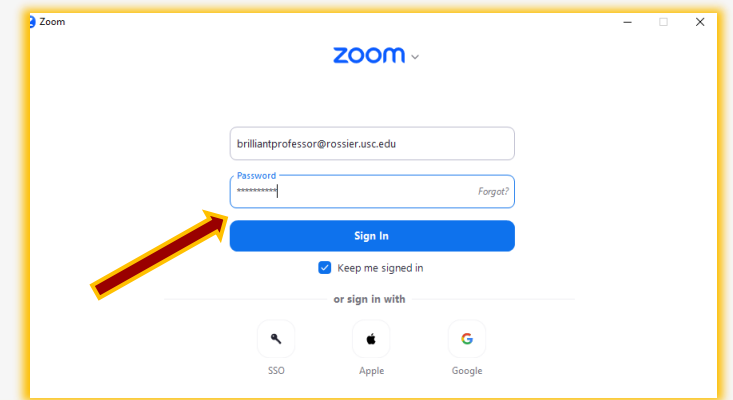 Zoom
zoom
brilliantprofessor@rossier.usc.edu
Password
**********
Forgot?
Sign In
Keep me signed in
or sign in with
SSO Apple Google